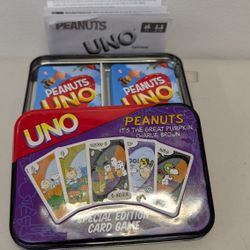 PEANUTS
UNO
PEANUTS
UNO
PEANUTS
UNO
UNO
PEANUTS
IT'S THE GREAT PUMPKIN,
CHARLIE BROWN
SPECIAL EDITION
CARD GAME